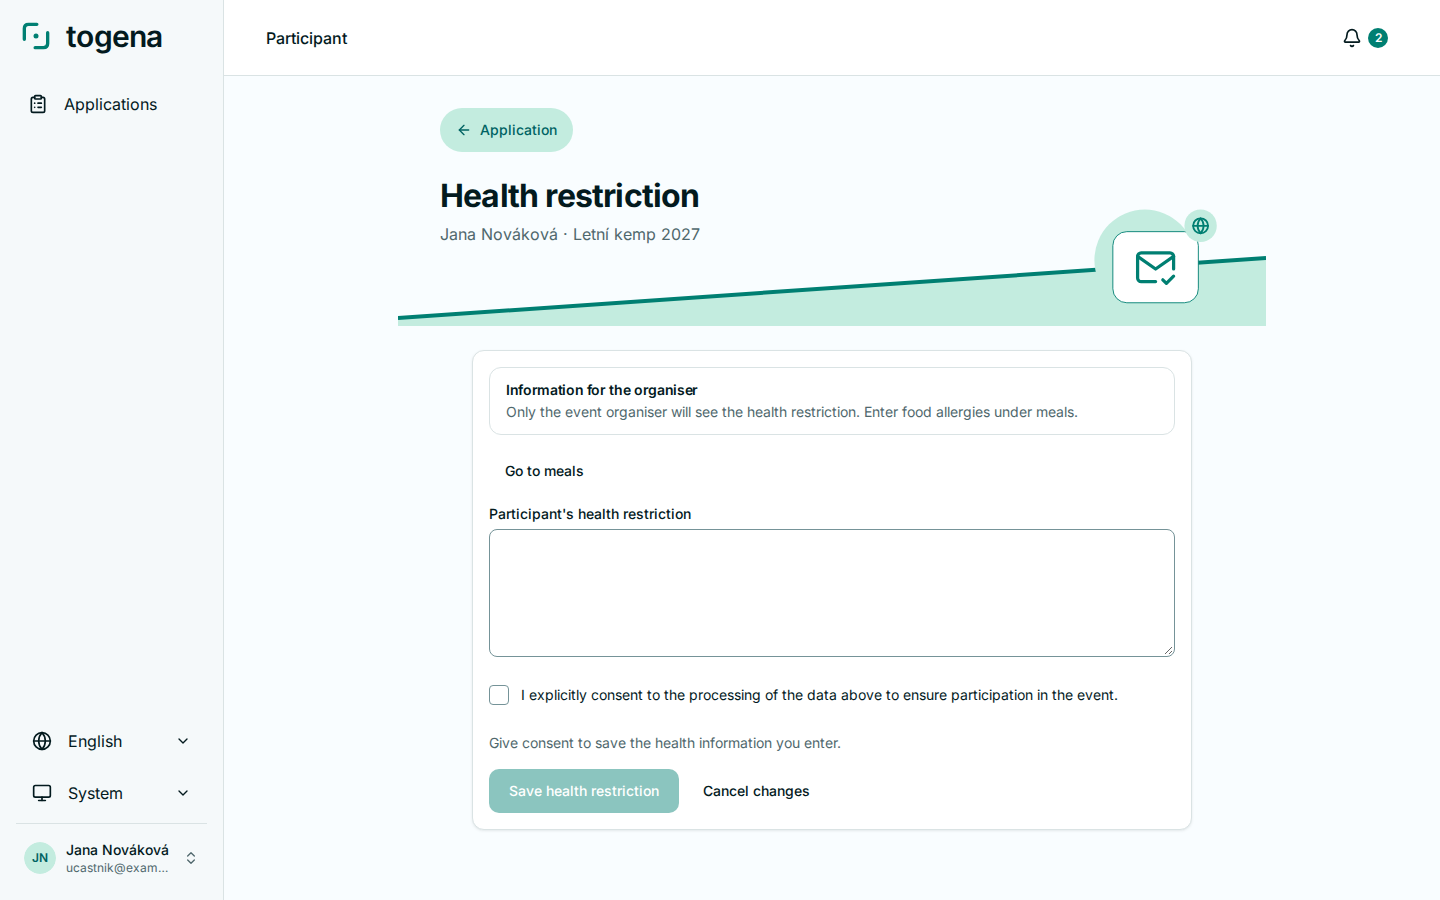 togena
Participant
2
Applications
Application
Health restriction
Jana Nováková · Letní kemp 2027
Information for the organiser
Only the event organiser will see the health restriction. Enter food allergies under meals.
Go to meals
Participant's health restriction
I explicitly consent to the processing of the data above to ensure participation in the event.
Give consent to save the health information you enter.
Save health restriction
Cancel changes
English
System
JN
Jana Nováková
ucastnik@exam...